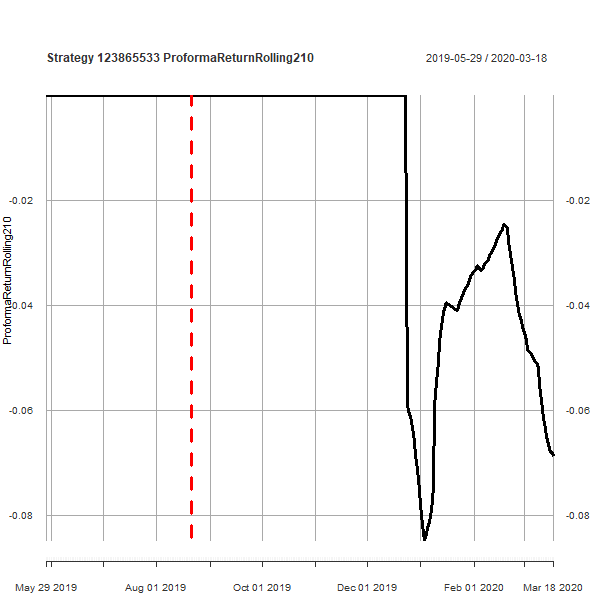 Strategy 123865533 ProformaReturnRolling210
2019-05-29 / 2020-03-18
ProformaReturnRolling210
-0.02
-0.04
-0.06
-0.08
-0.02
-0.04
-0.06
-0.08
May 29 2019
Aug 01 2019
Oct 01 2019
Dec 01 2019
Feb 01 2020
Mar 18 2020